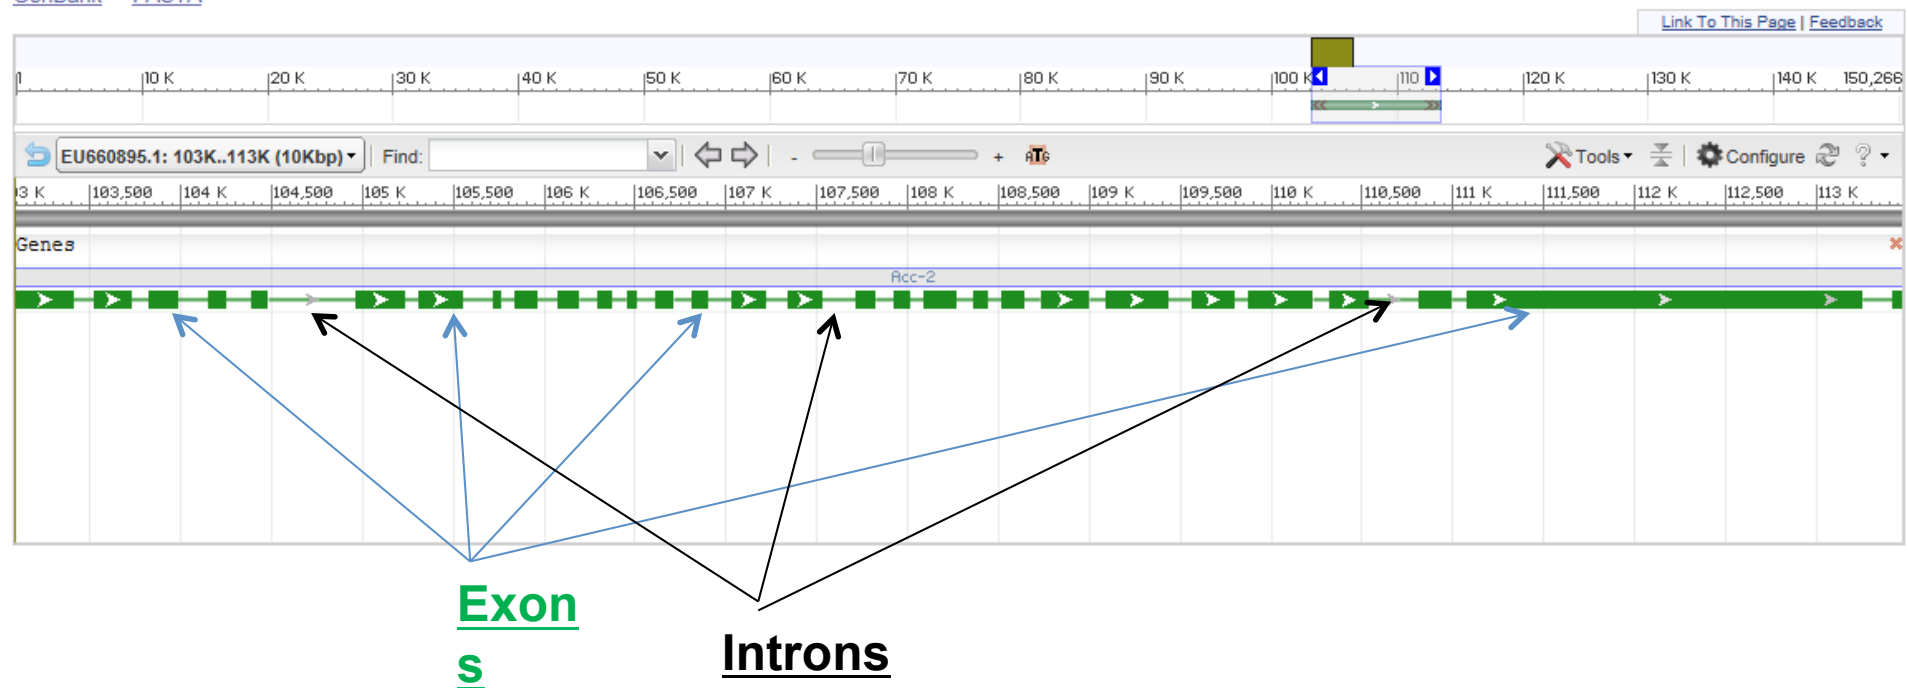 GenBank FASTA
Link To This Page | Feedback
1 10 K 20 K 30 K 40 K 50 K 60 K 70 K 80 K 90 K 100 K 110 120 K 130 K 140 K 150,266
EU660895.1: 103K..113K (10Kbp) Find: - + ATG Tools Configure ?
3 K 103,500 104 K 104,500 105 K 105,500 106 K 106,500 107 K 107,500 108 K 108,500 109 K 109,500 110 K 110,500 111 K 111,500 112 K 112,500 113 K
Genes
Acc-2
Exon
s
Introns